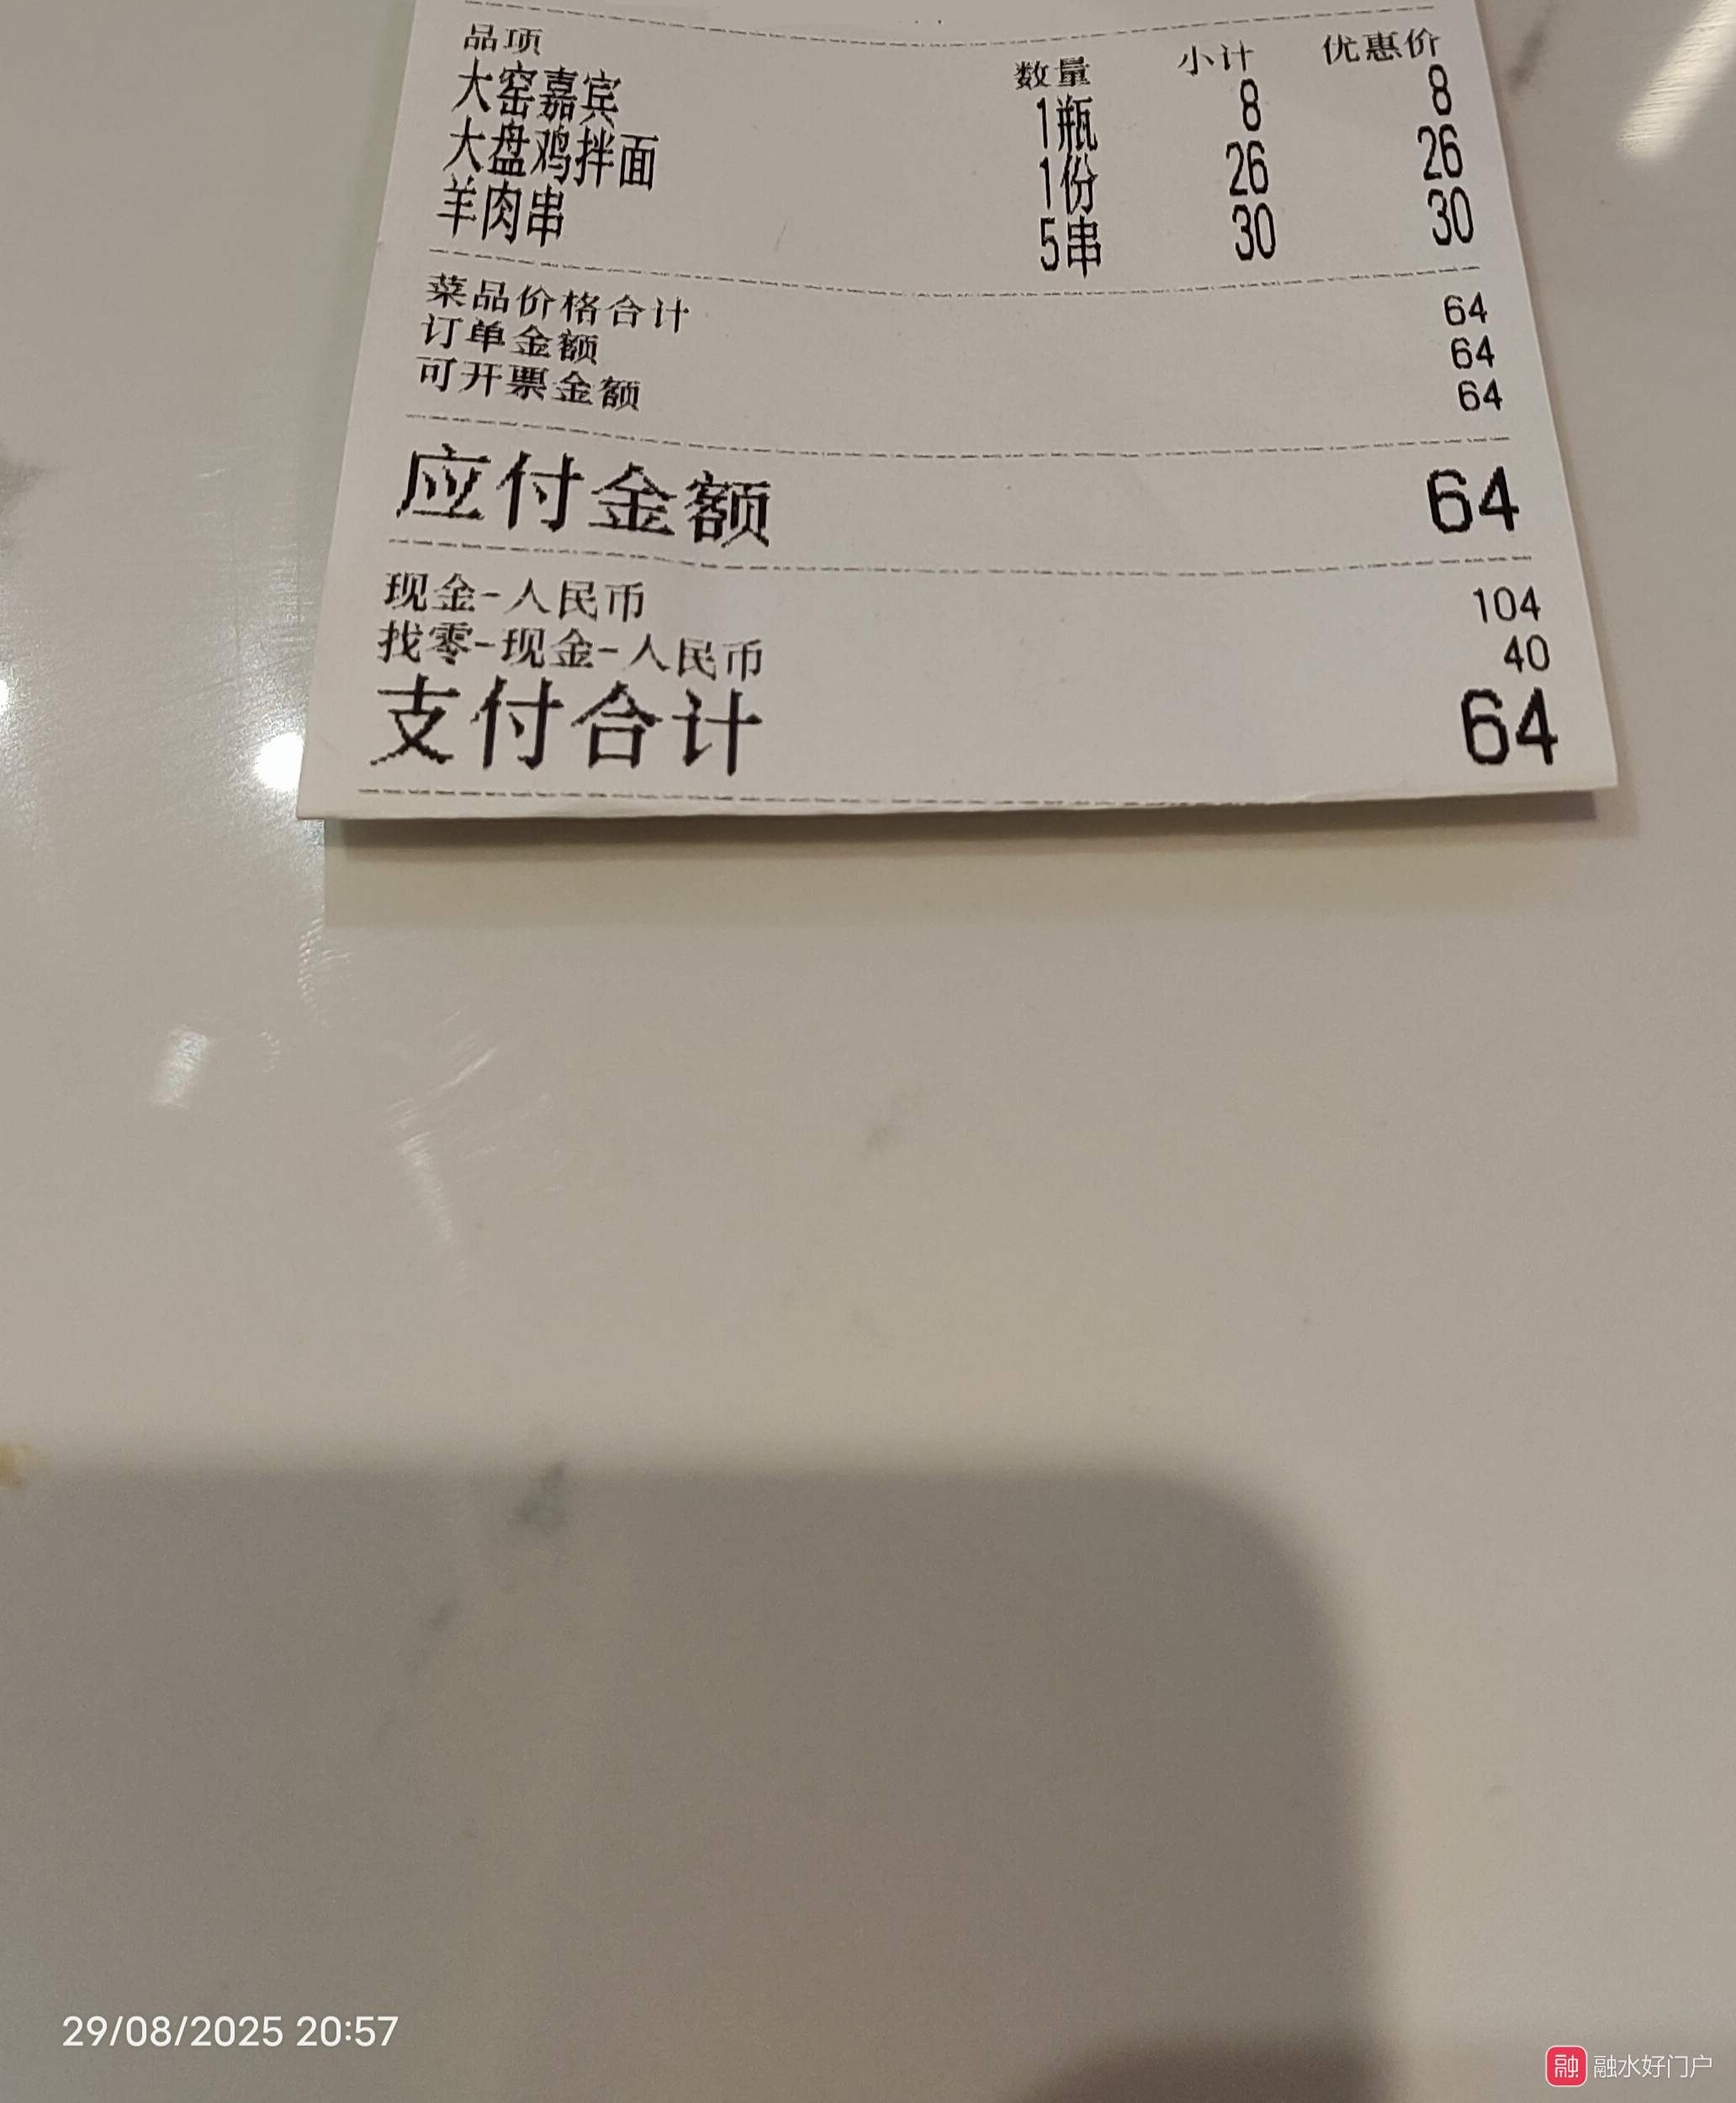 品项 数量 小计 优惠价
大窑嘉宾 1瓶 8 8
大盘鸡拌面 1份 26 26
羊肉串 5串 30 30
菜品价格合计 64
订单金额 64
可开票金额 64
应付金额 64
现金-人民币 104
找零-现金-人民币 40
支付合计 64
29/08/2025 20:57
融 融水好门户